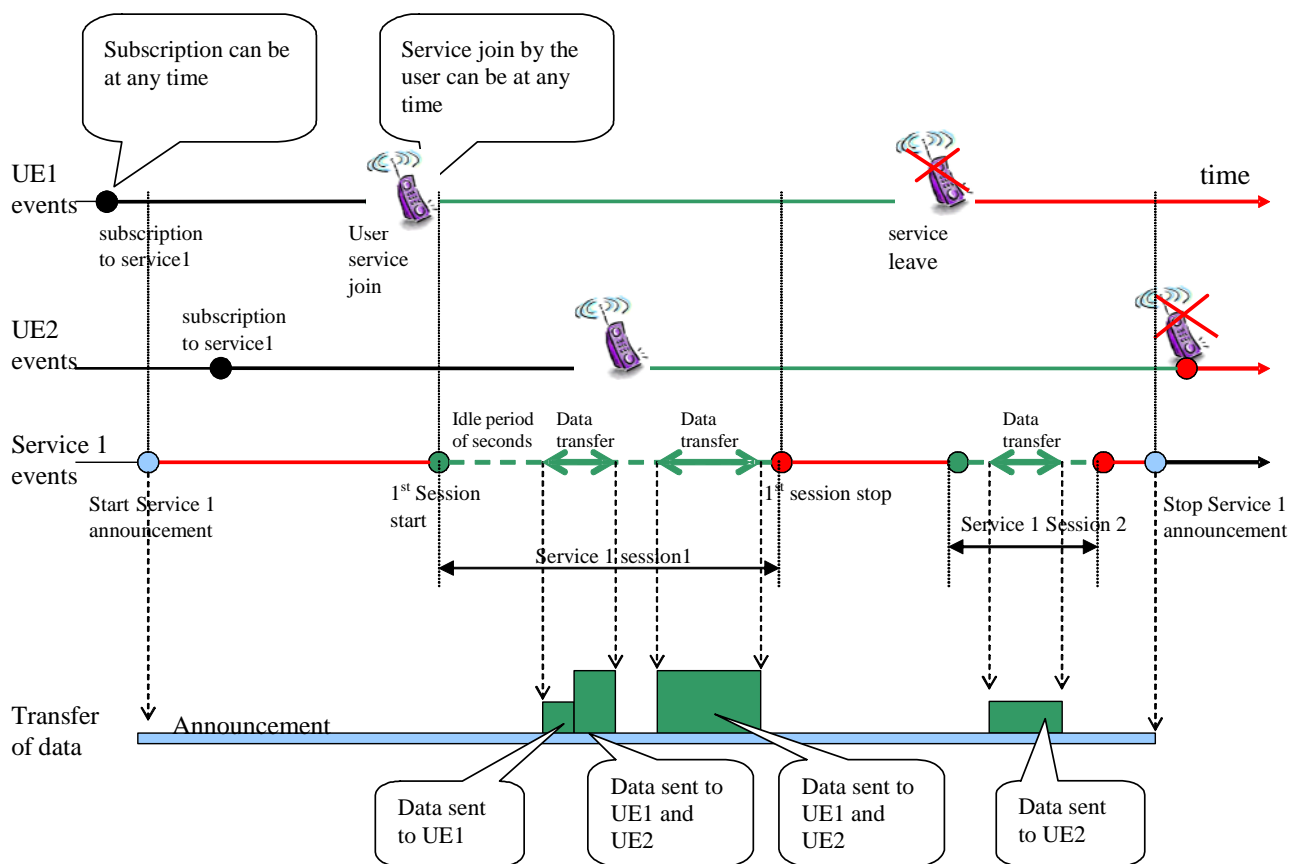 Subscription can be
at any time
Service join by the
user can be at any
time
UE1
events
time
subscription
to service1
User
service
join
service
leave
subscription
to service1
UE2
events
Idle period
of seconds
Data
transfer
Data
transfer
Data
transfer
Service 1
events
Start Service 1
announcement
1st Session
start
1st session stop
Service 1 Session 2
Stop Service 1
announcement
Service 1 session1
Transfer
of data
Announcement
Data sent
to UE1
Data sent to
UE1 and
UE2
Data sent to
UE1 and
UE2
Data sent
to UE2